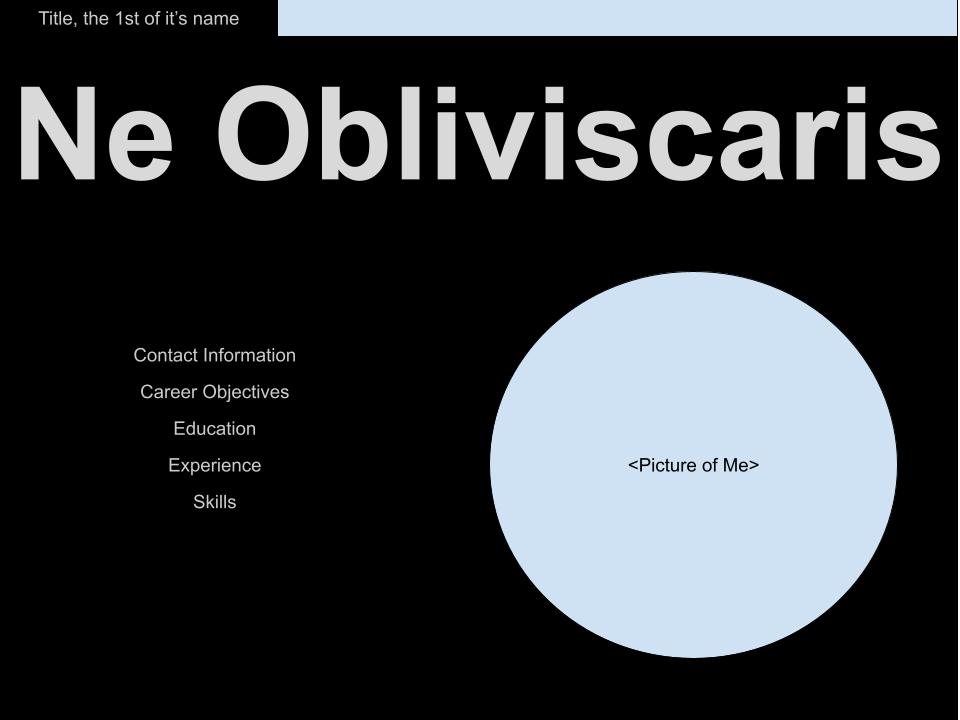 Title, the 1st of it’s name
Ne Obliviscaris
Contact Information
Career Objectives
Education
Experience
Skills
<Picture of Me>